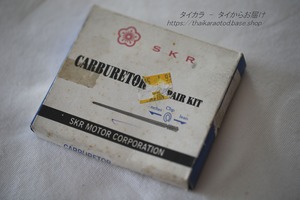 タイカラ - タイからお届け
https://thaikaraotodbase.shop
SKR
CARBURETOR
PAIR KIT
SKR MOTOR CORPORATION
CARBURETOR